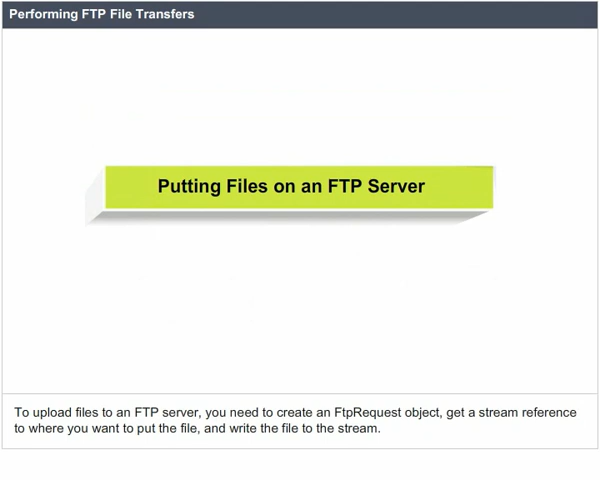 Performing FTP File Transfers
Putting Files on an FTP Server
To upload files to an FTP server, you need to create an FtpRequest object, get a stream reference
to where you want to put the file, and write the file to the stream.